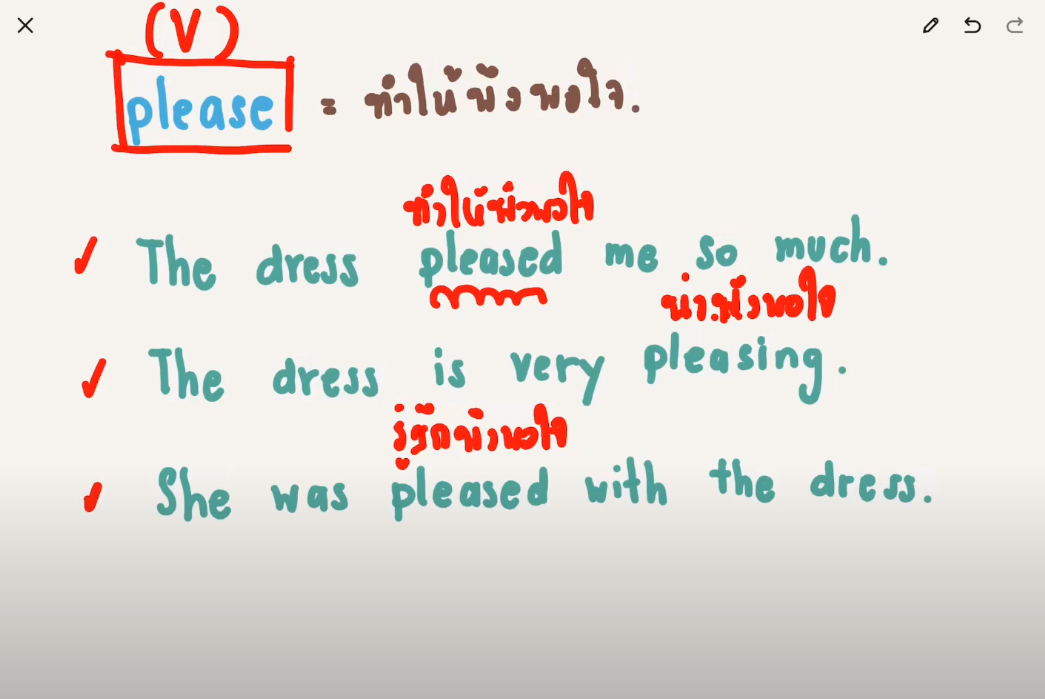 (V)
please = ทำให้พึงพอใจ.
ทำให้พึงพอใจ
The dress pleased me so much.
น่าพึงพอใจ
The dress is very pleasing.
รู้สึกพึงพอใจ
She was pleased with the dress.